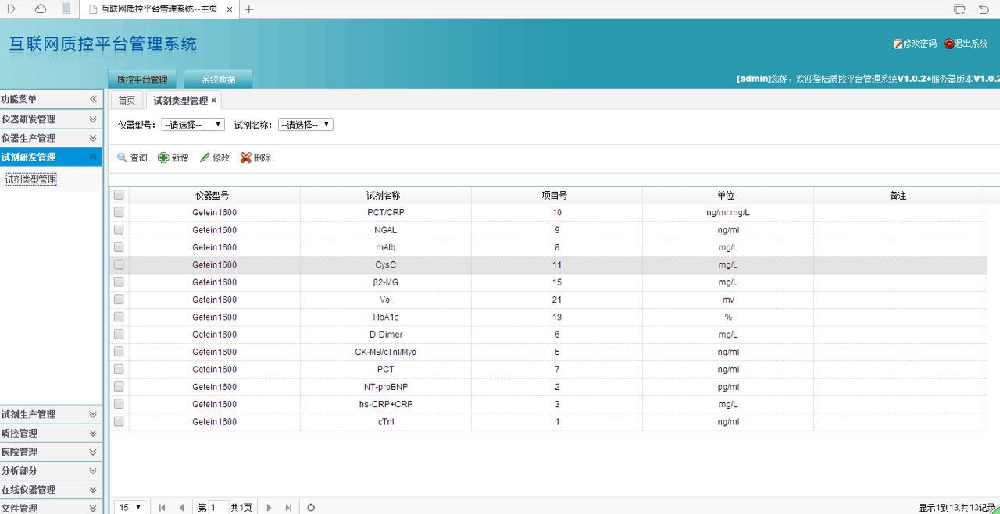 互联网质控平台管理系统--主页
互联网质控平台管理系统
修改密码 退出系统
质控平台管理 系统数据
[admin]您好，欢迎登陆质控平台管理系统V1.0.2+服务器版本V1.0.2
功能菜单
仪器研发管理
仪器生产管理
试剂研发管理
试剂类型管理
试剂生产管理
质控管理
医院管理
分析部分
在线仪器管理
文件管理
首页 试剂类型管理
仪器型号： --请选择-- 试剂名称： --请选择--
查询 新增 修改 删除
仪器型号 试剂名称 项目号 单位 备注
Getein1600 PCT/CRP 10 ng/ml mg/L
Getein1600 NGAL 9 ng/ml
Getein1600 mAlb 8 mg/L
Getein1600 CysC 11 mg/L
Getein1600 β2-MG 15 mg/L
Getein1600 Vol 21 mv
Getein1600 HbA1c 19 %
Getein1600 D-Dimer 6 mg/L
Getein1600 CK-MB/cTnI/Myo 5 ng/ml
Getein1600 PCT 7 ng/ml
Getein1600 NT-proBNP 2 pg/ml
Getein1600 hs-CRP+CRP 3 mg/L
Getein1600 cTnI 1 ng/ml
15 第 1 共1页 显示1到13,共13记录